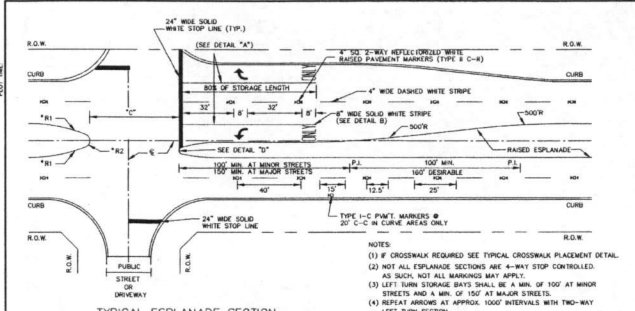 24" WIDE SOLID
WHITE STOP LINE (TYP.)
(SEE DETAIL "A")
4" SQ. 2-WAY REFLECTORIZED WHITE
RAISED PAVEMENT MARKERS (TYPE II C-R)
R.O.W.
R.O.W.
CURB
CURB
80% OF STORAGE LENGTH
4" WIDE DASHED WHITE STRIPE
"C"
32'
8'
32'
8'
ONLY
8" WIDE SOLID WHITE STRIPE
(SEE DETAIL B)
500'R
500'R
*R1
*R2
*R1
ONLY
SEE DETAIL "D"
RAISED ESPLANADE
100' MIN. AT MINOR STREETS
150' MIN. AT MAJOR STREETS
P.I.
100' MIN.
160' DESIRABLE
P.I.
40'
15'
12.5'
25'
CURB
CURB
24" WIDE SOLID
WHITE STOP LINE
TYPE I-C PVM'T. MARKERS @
20' C-C IN CURVE AREAS ONLY
R.O.W.
R.O.W.
R.O.W.
R.O.W.
PUBLIC
STREET
OR
DRIVEWAY
NOTES:
(1) IF CROSSWALK REQUIRED SEE TYPICAL CROSSWALK PLACEMENT DETAIL.
(2) NOT ALL ESPLANADE SECTIONS ARE 4-WAY STOP CONTROLLED.
AS SUCH, NOT ALL MARKINGS MAY APPLY.
(3) LEFT TURN STORAGE BAYS SHALL BE A MIN. OF 100' AT MINOR
STREETS AND A MIN. OF 150' AT MAJOR STREETS.
(4) REPEAT ARROWS AT APPROX. 1000' INTERVALS WITH TWO-WAY
LEFT TURN SECTION
TYPICAL ESPLANADE SECTION